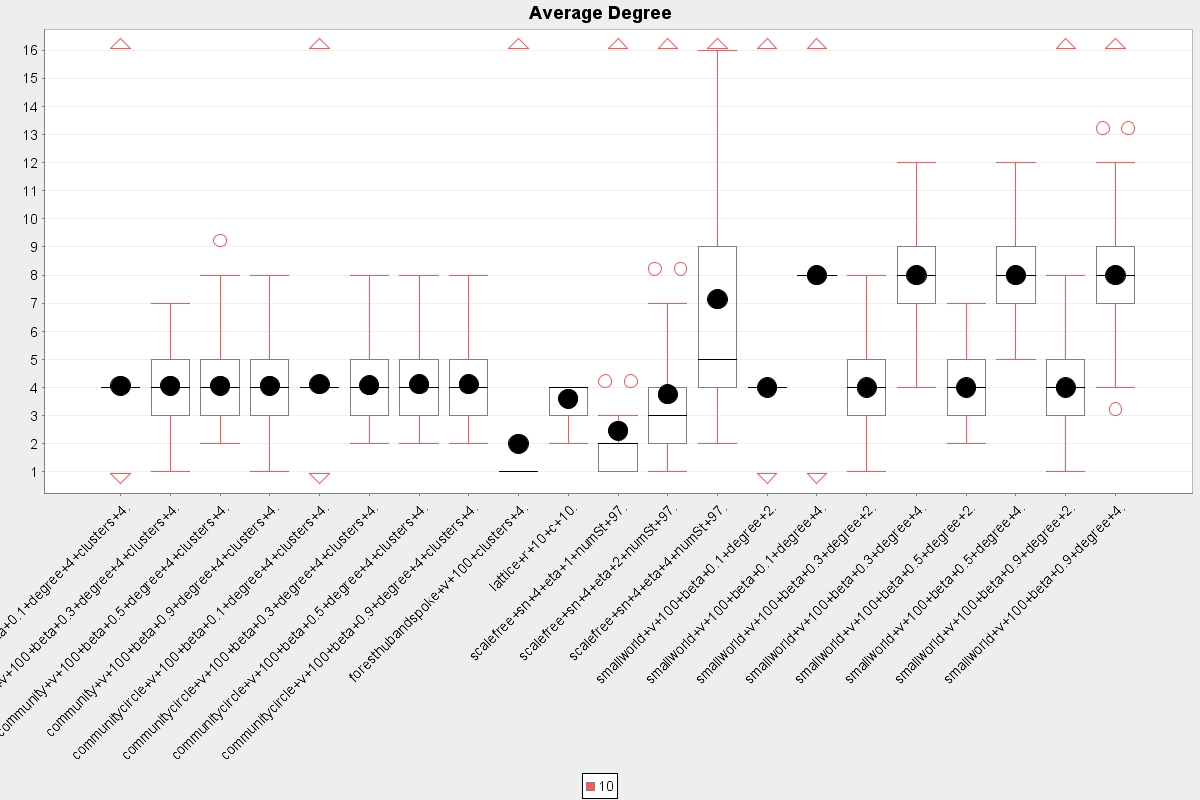 Average Degree
16
15
14
13
12
11
10
9
8
7
6
5
4
3
2
1
a+0.1+degree+4+clusters+4.
v+100+beta+0.3+degree+4+clusters+4.
community+v+100+beta+0.5+degree+4+clusters+4.
community+v+100+beta+0.9+degree+4+clusters+4.
communitycircle+v+100+beta+0.1+degree+4+clusters+4.
communitycircle+v+100+beta+0.3+degree+4+clusters+4.
communitycircle+v+100+beta+0.5+degree+4+clusters+4.
communitycircle+v+100+beta+0.9+degree+4+clusters+4.
foresthubandspoke+v+100+clusters+4.
lattice+r+10+c+10.
scalefree+sn+4+eta+1+numSt+97.
scalefree+sn+4+eta+2+numSt+97.
scalefree+sn+4+eta+4+numSt+97.
smallworld+v+100+beta+0.1+degree+2.
smallworld+v+100+beta+0.1+degree+4.
smallworld+v+100+beta+0.3+degree+2.
smallworld+v+100+beta+0.3+degree+4.
smallworld+v+100+beta+0.5+degree+2.
smallworld+v+100+beta+0.5+degree+4.
smallworld+v+100+beta+0.9+degree+2.
smallworld+v+100+beta+0.9+degree+4.
10